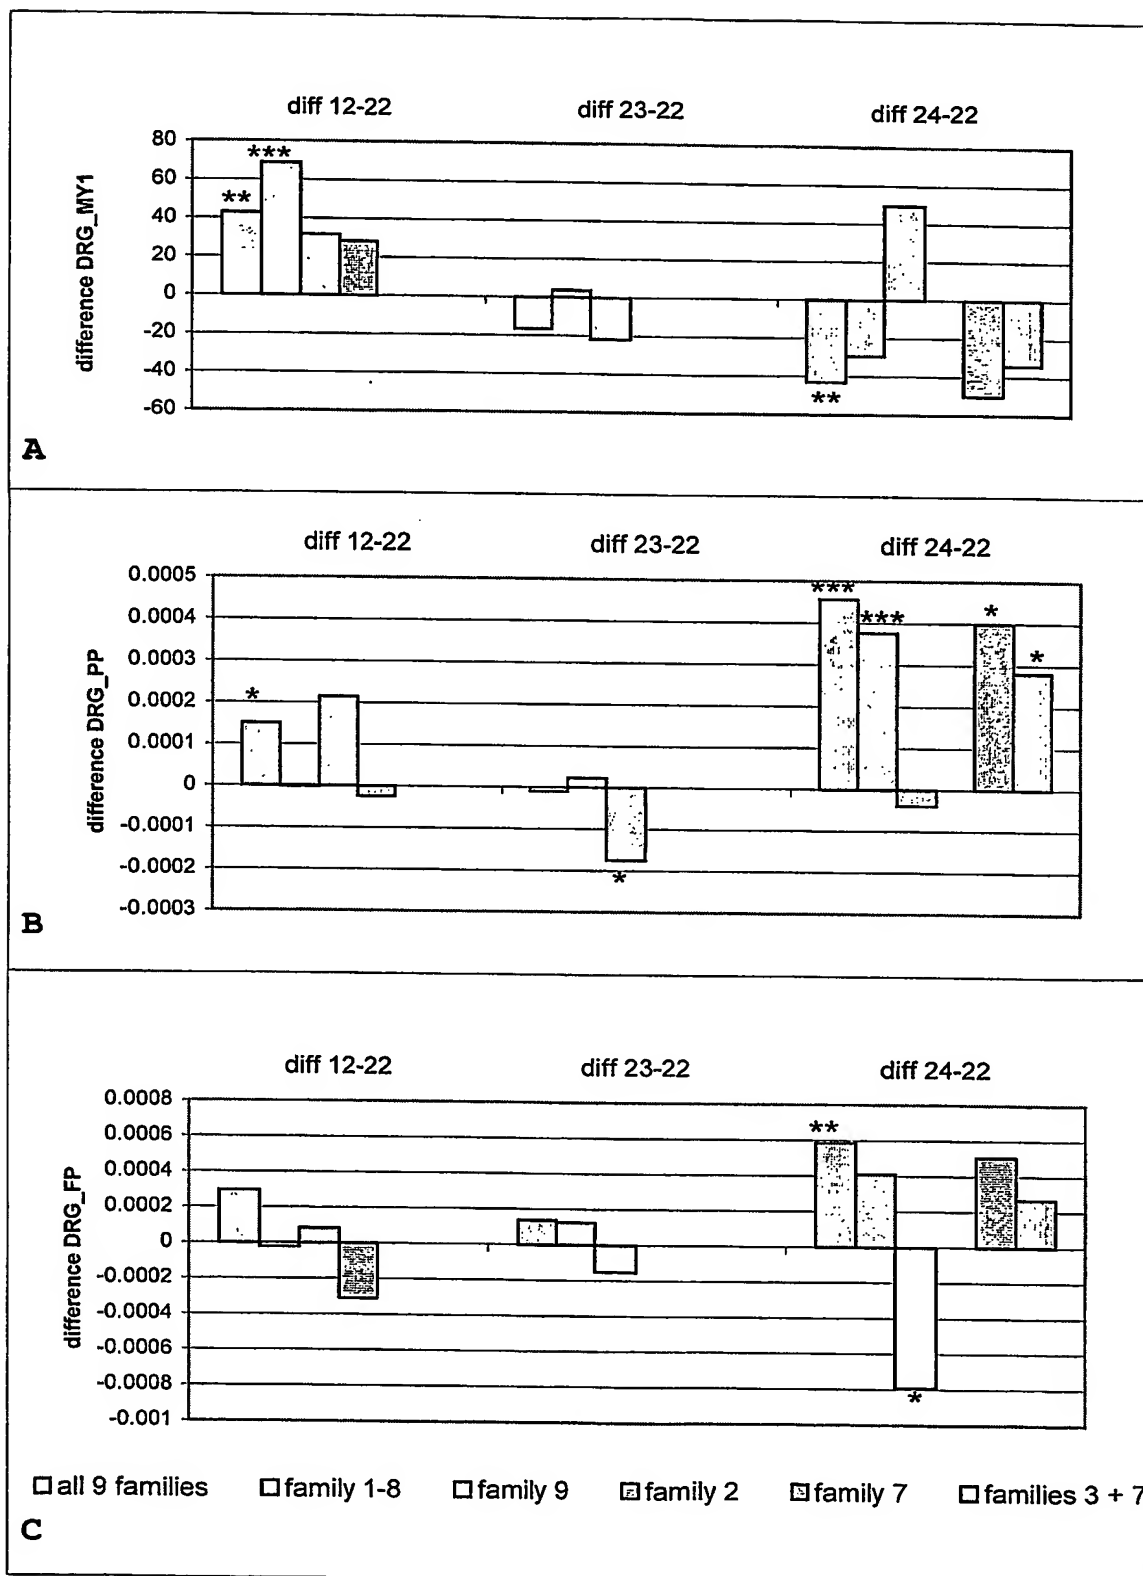 diff 12-22 diff 23-22 diff 24-22
difference DRG_MY1
80
60
40
20
0
-20
-40
-60
** *** **
A
diff 12-22 diff 23-22 diff 24-22
difference DRG_PP
0.0005
0.0004
0.0003
0.0002
0.0001
0
-0.0001
-0.0002
-0.0003
* * *** *** * *
B
diff 12-22 diff 23-22 diff 24-22
difference DRG_FP
0.0008
0.0006
0.0004
0.0002
0
-0.0002
-0.0004
-0.0006
-0.0008
-0.001
** *
all 9 families family 1-8 family 9 family 2 family 7 families 3 + 7
C